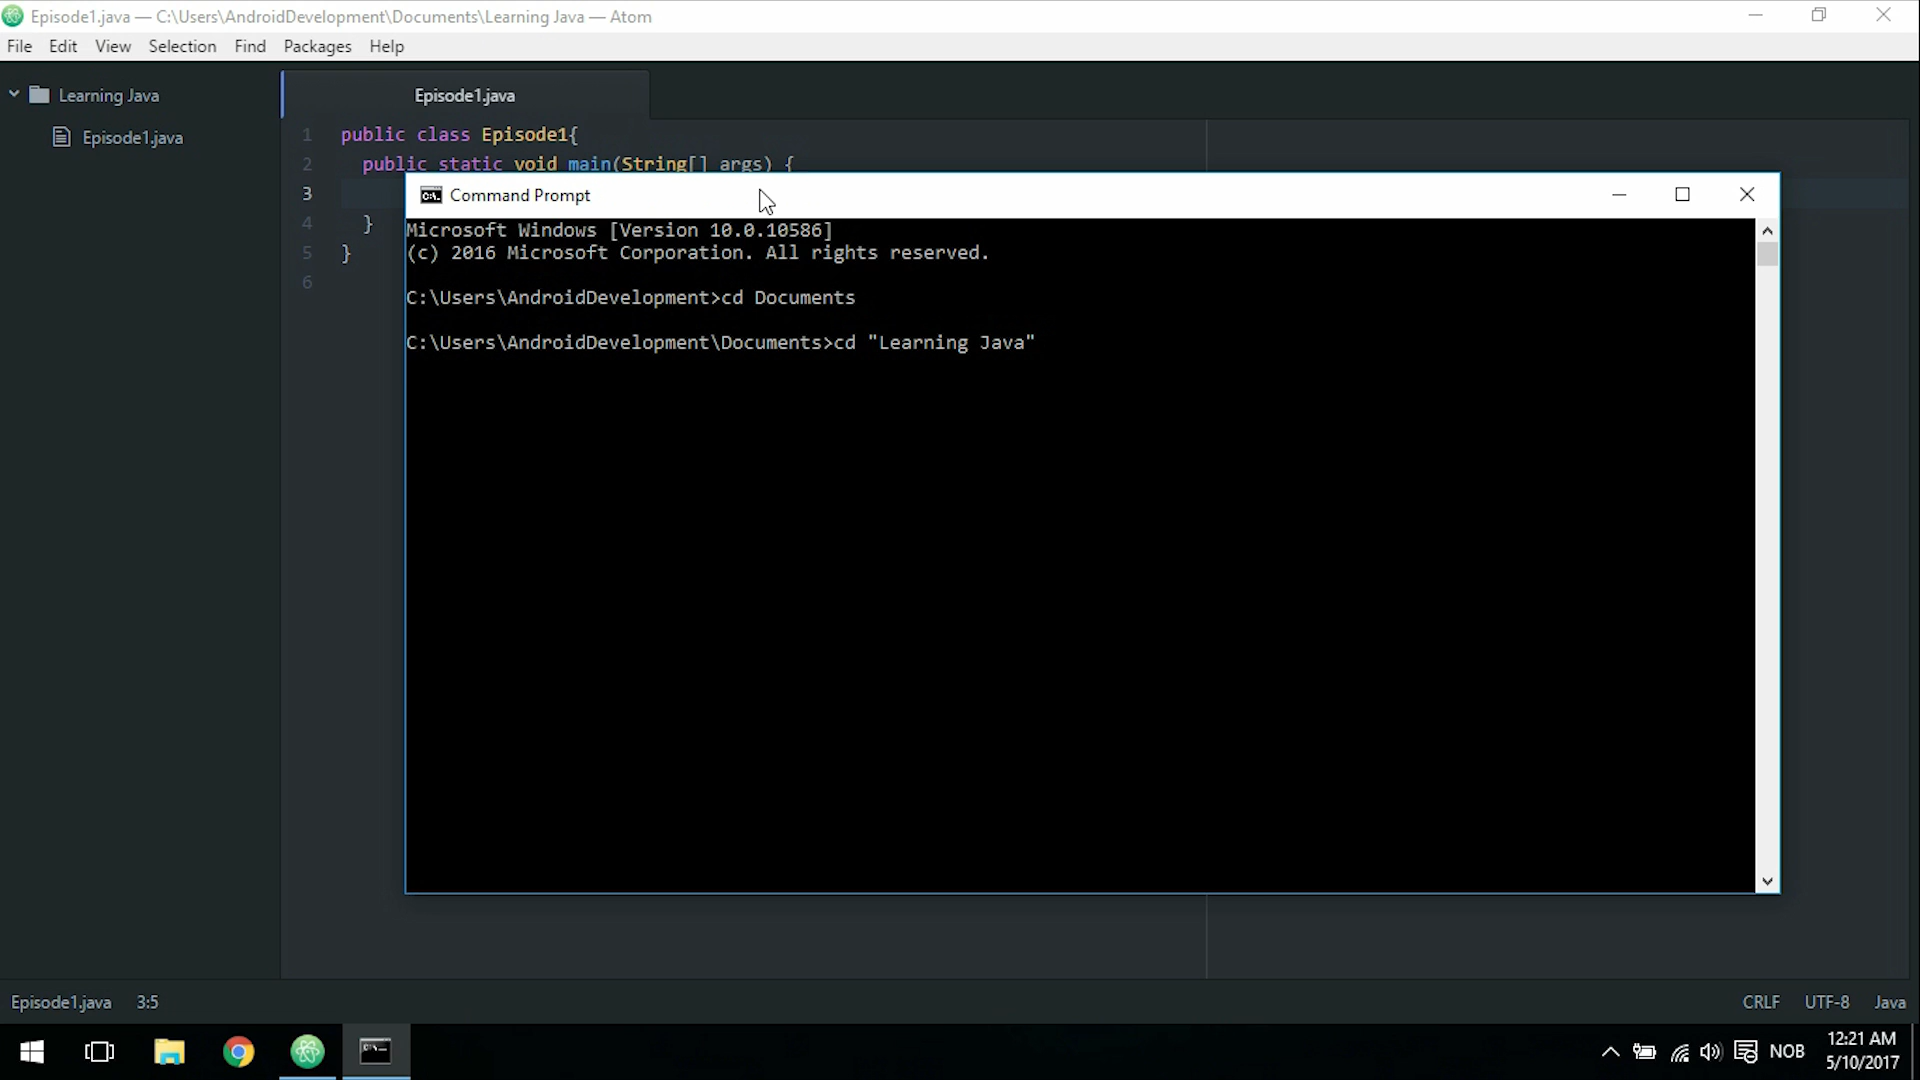 Episode1.java — C:\Users\AndroidDevelopment\Documents\Learning Java — Atom
File Edit View Selection Find Packages Help
Learning Java
Episode1.java
Episode1.java
1 public class Episode1{
2 public static void main(String[] args) {
3
4 }
5 }
6
Command Prompt
Microsoft Windows [Version 10.0.10586]
(c) 2016 Microsoft Corporation. All rights reserved.
C:\Users\AndroidDevelopment>cd Documents
C:\Users\AndroidDevelopment\Documents>cd "Learning Java"
Episode1.java 3:5 CRLF UTF-8 Java
NOB
12:21 AM
5/10/2017